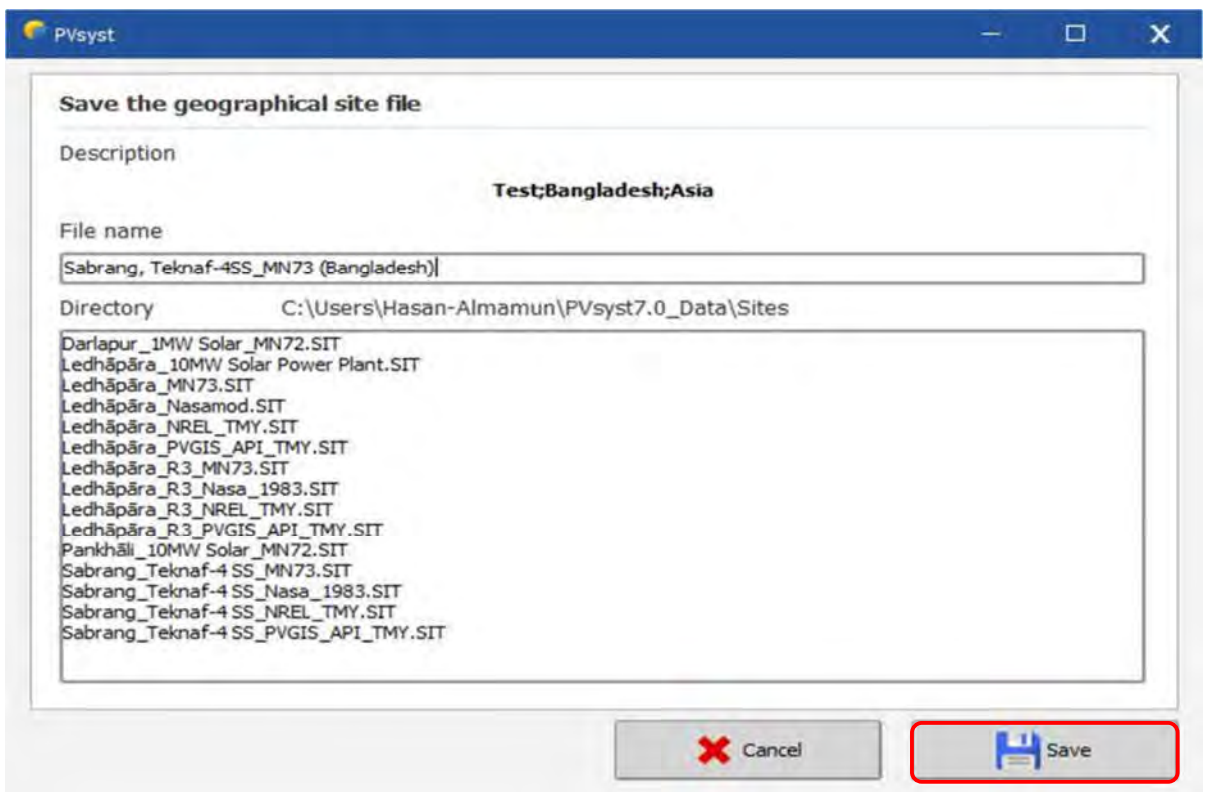 PVsyst
Save the geographical site file
Description
Test;Bangladesh;Asia
File name
Sabrang, Teknaf-4SS_MN73 (Bangladesh)
Directory C:\Users\Hasan-Almamun\PVsyst7.0_Data\Sites
Darlapur_1MW Solar_MN72.SIT
Ledhāpāra_10MW Solar Power Plant.SIT
Ledhāpāra_MN73.SIT
Ledhāpāra_Nasamod.SIT
Ledhāpāra_NREL_TMY.SIT
Ledhāpāra_PVGIS_API_TMY.SIT
Ledhāpāra_R3_MN73.SIT
Ledhāpāra_R3_Nasa_1983.SIT
Ledhāpāra_R3_NREL_TMY.SIT
Ledhāpāra_R3_PVGIS_API_TMY.SIT
Pankhāli_10MW Solar_MN72.SIT
Sabrang_Teknaf-4 SS_MN73.SIT
Sabrang_Teknaf-4 SS_Nasa_1983.SIT
Sabrang_Teknaf-4 SS_NREL_TMY.SIT
Sabrang_Teknaf-4 SS_PVGIS_API_TMY.SIT
Cancel Save